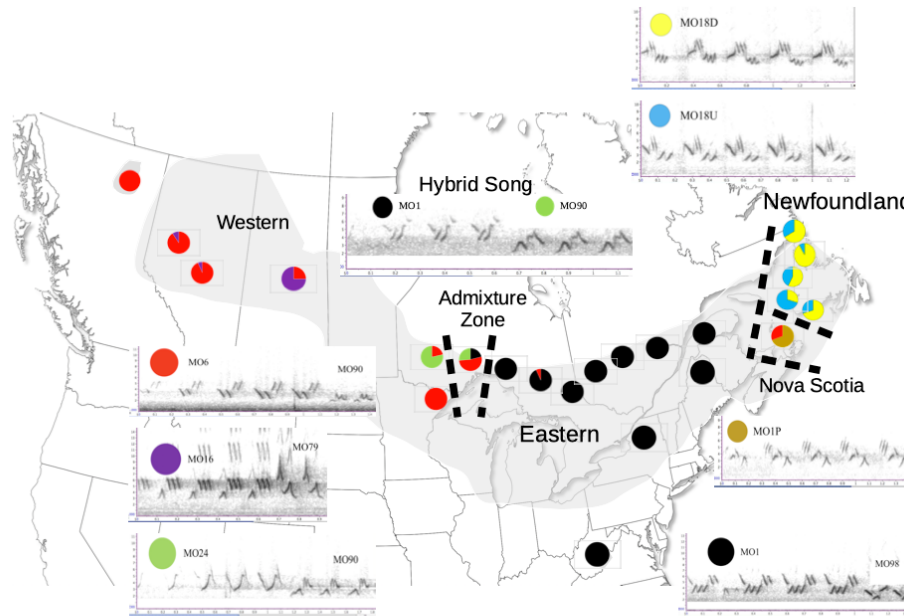 MO18D
MO18U
Hybrid Song
MO1
MO90
Newfoundland
Western
Admixture
Zone
MO6
MO90
Nova Scotia
Eastern
MO1P
MO16
MO79
MO24
MO90
MO1
MO98